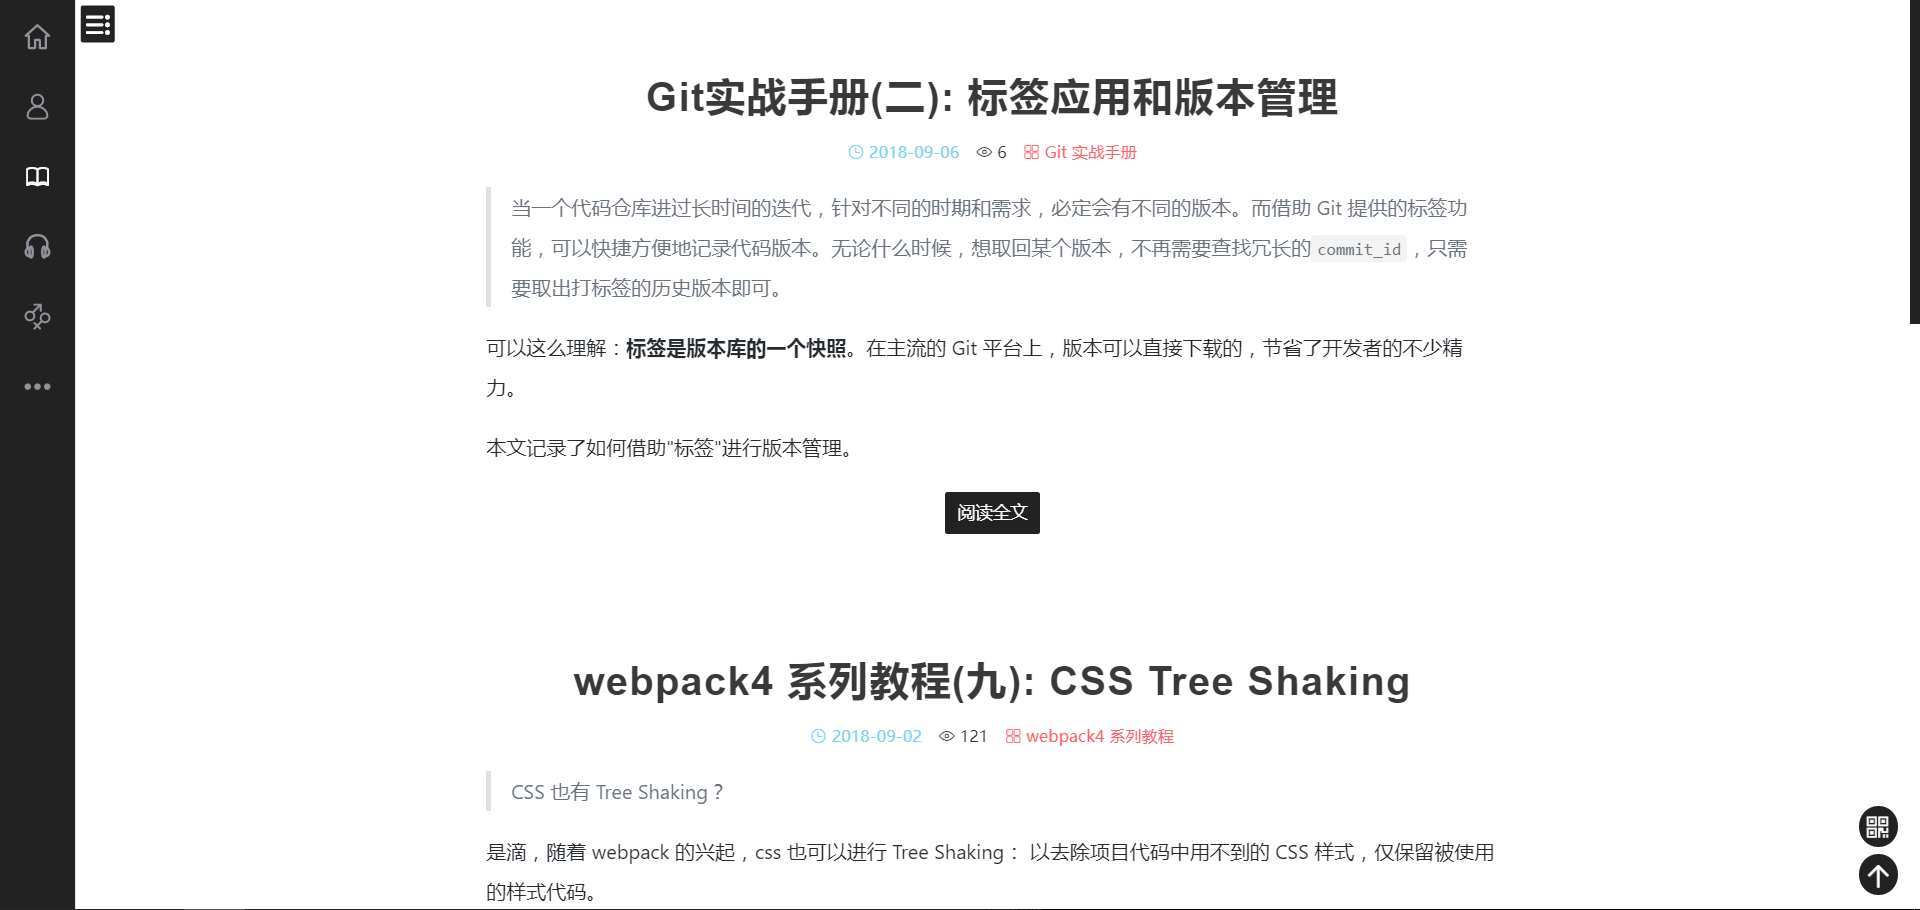 Git实战手册(二): 标签应用和版本管理
2018-09-06 6 Git 实战手册
当一个代码仓库进过长时间的迭代，针对不同的时期和需求，必定会有不同的版本。而借助 Git 提供的标签功
能，可以快捷方便地记录代码版本。无论什么时候，想取回某个版本，不再需要查找冗长的 commit_id ，只需
要取出打标签的历史版本即可。
可以这么理解：标签是版本库的一个快照。在主流的 Git 平台上，版本可以直接下载的，节省了开发者的不少精
力。
本文记录了如何借助"标签"进行版本管理。
阅读全文
webpack4 系列教程(九): CSS Tree Shaking
2018-09-02 121 webpack4 系列教程
CSS 也有 Tree Shaking？
是滴，随着 webpack 的兴起，css 也可以进行 Tree Shaking： 以去除项目代码中用不到的 CSS 样式，仅保留被使用
的样式代码。